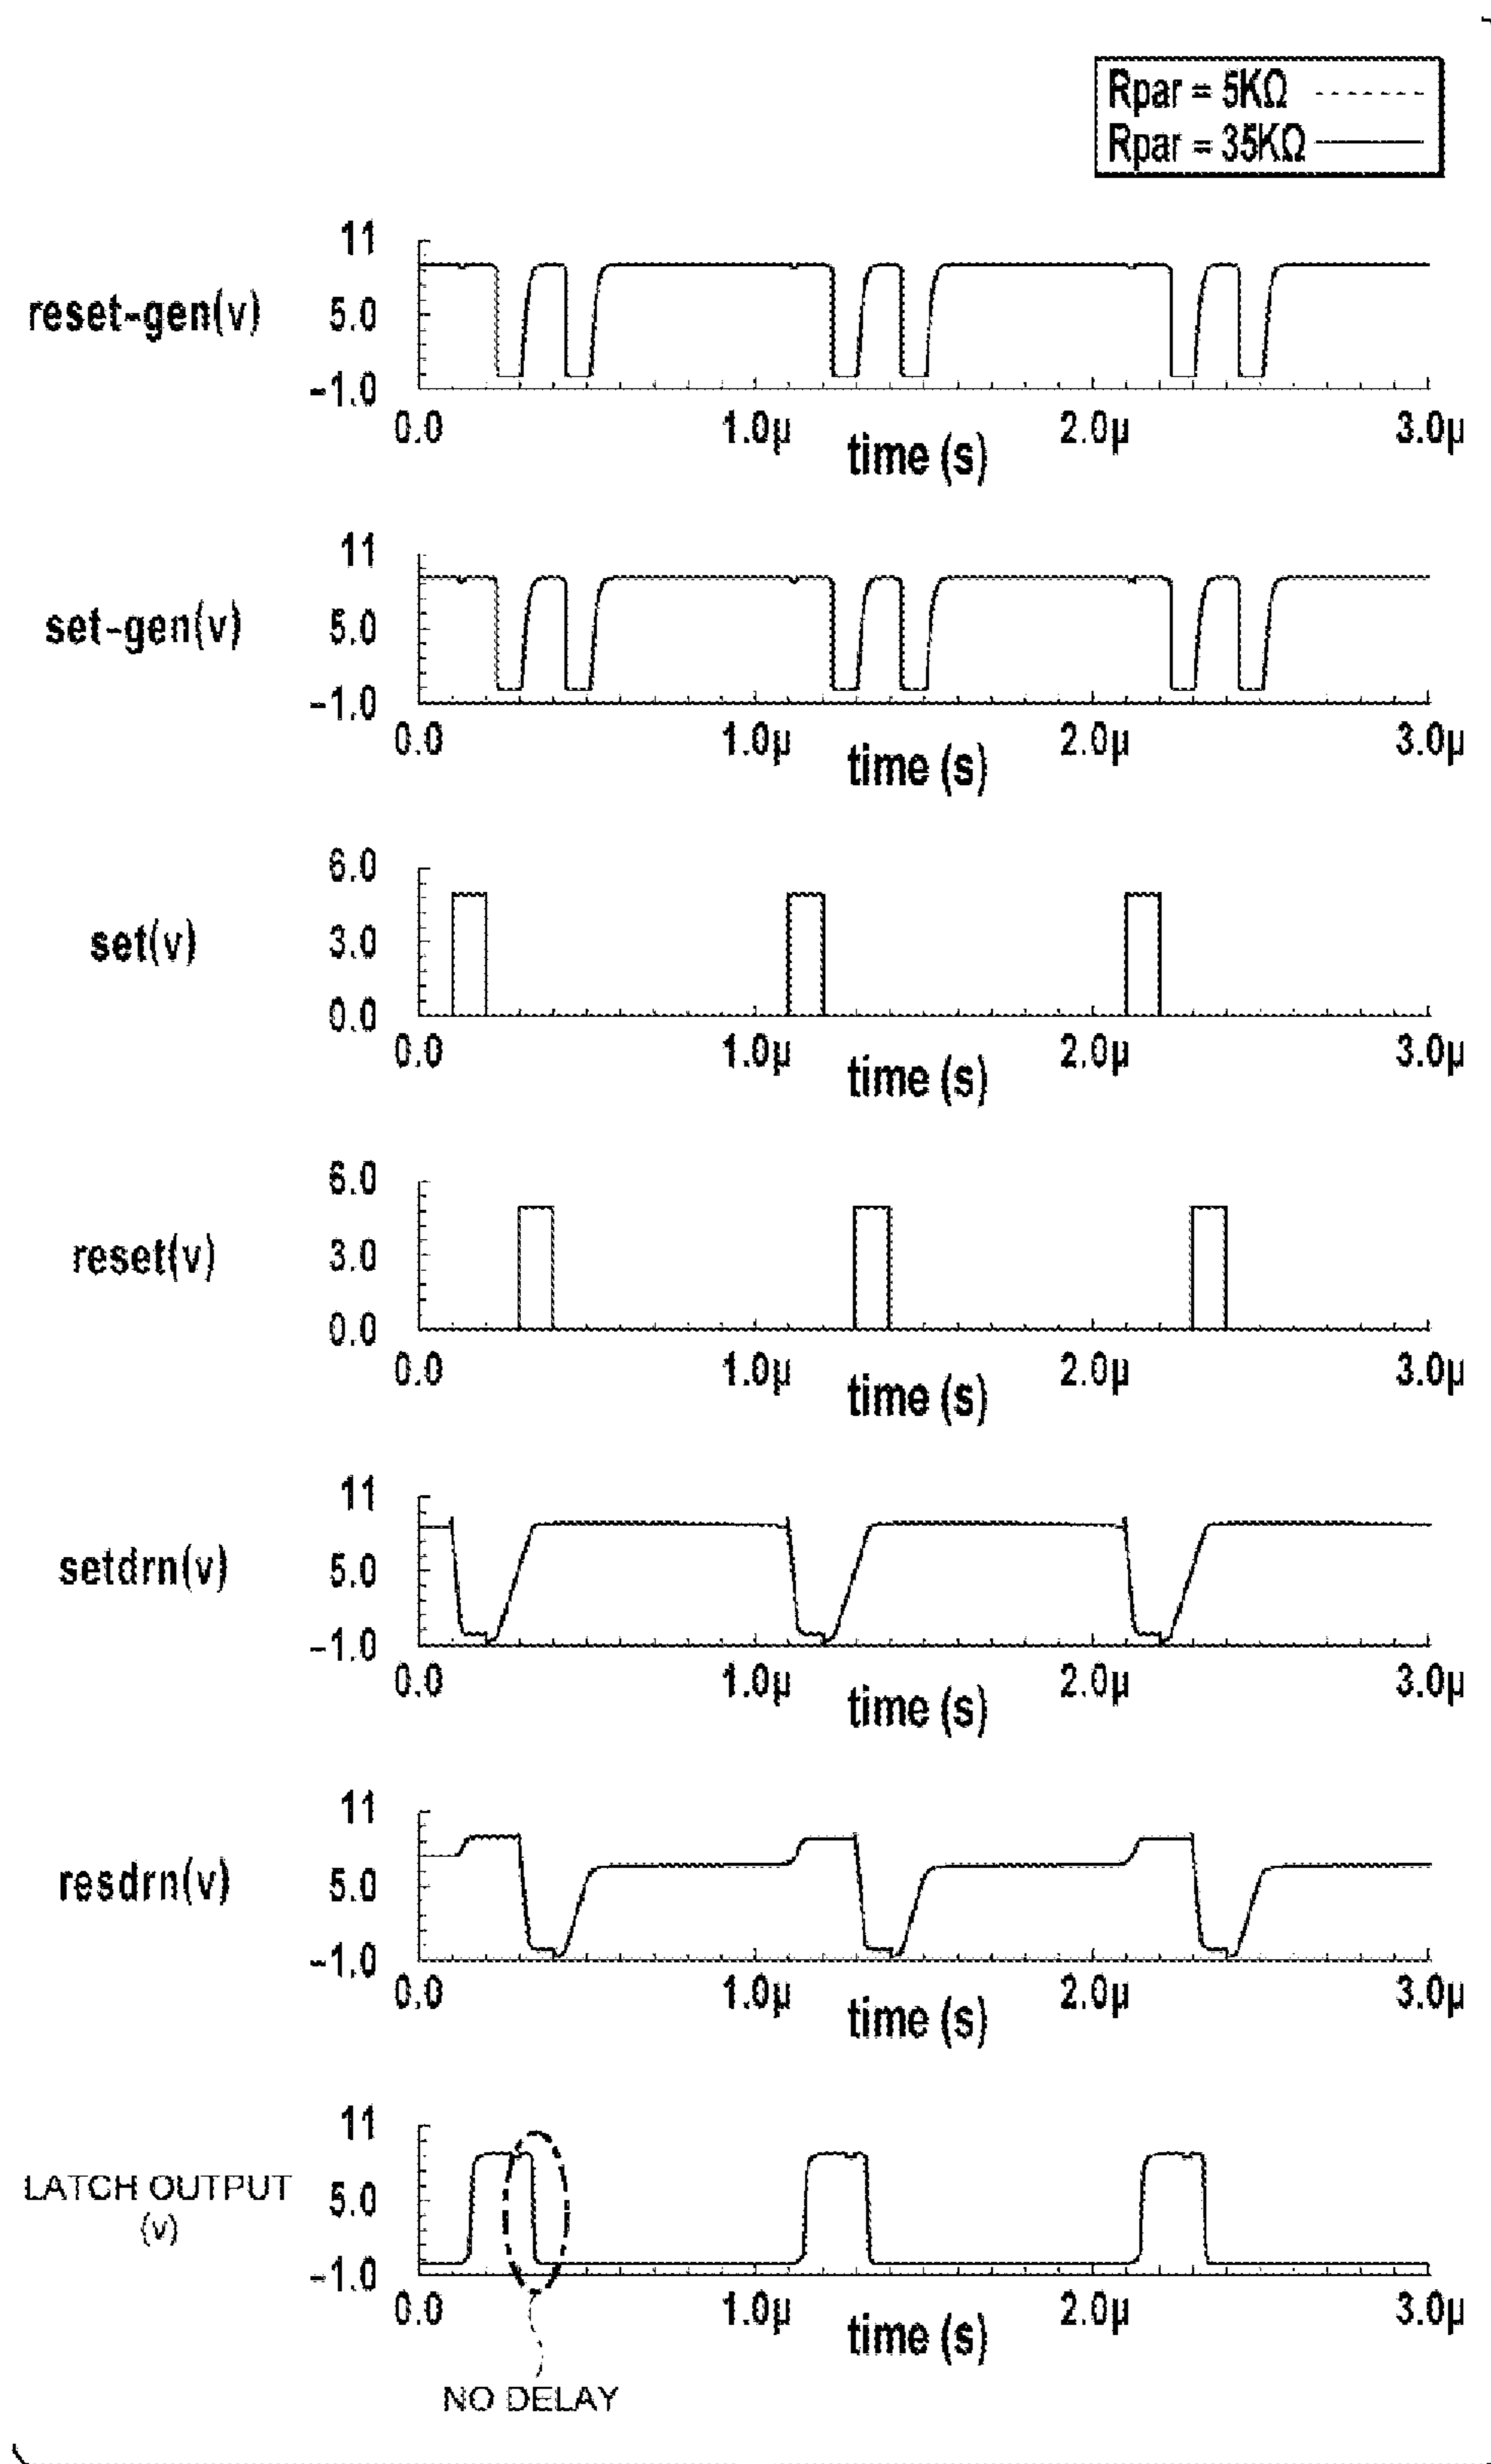 Rpar = 5KΩ
Rpar = 35KΩ
reset-gen(v)
11
5.0
-1.0
0.0 1.0μ 2.0μ 3.0μ
time (s)
set-gen(v)
11
5.0
-1.0
0.0 1.0μ 2.0μ 3.0μ
time (s)
set(v)
6.0
3.0
0.0
0.0 1.0μ 2.0μ 3.0μ
time (s)
reset(v)
6.0
3.0
0.0
0.0 1.0μ 2.0μ 3.0μ
time (s)
setdrn(v)
11
5.0
-1.0
0.0 1.0μ 2.0μ 3.0μ
time (s)
resdrn(v)
11
5.0
-1.0
0.0 1.0μ 2.0μ 3.0μ
time (s)
LATCH OUTPUT
(v)
11
5.0
-1.0
0.0 1.0μ 2.0μ 3.0μ
time (s)
NO DELAY